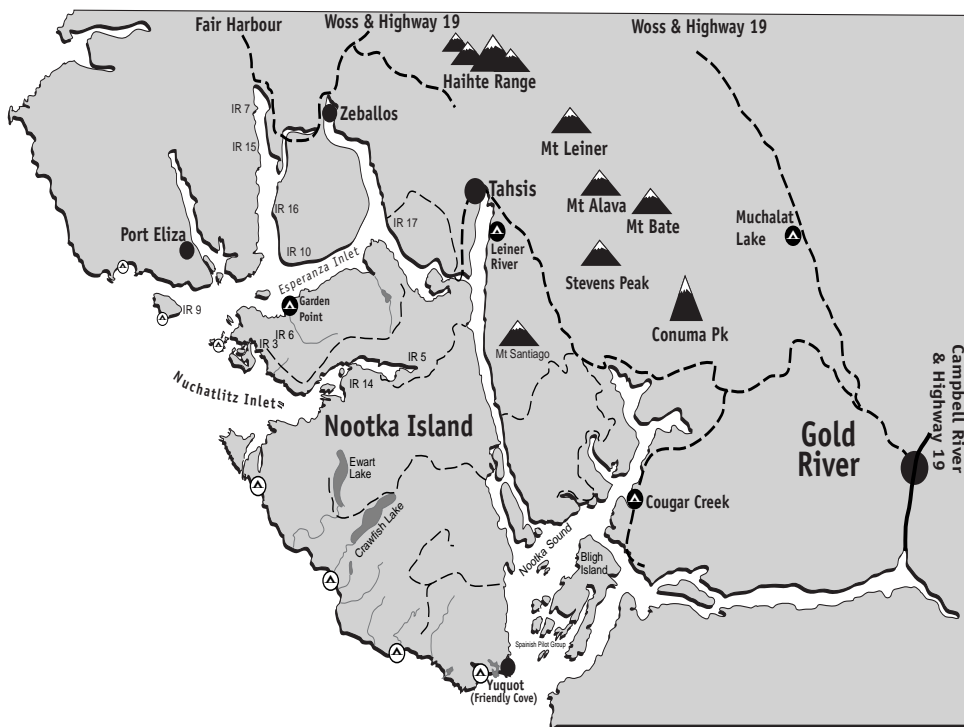 Fair Harbour
Woss & Highway 19
Woss & Highway 19
Haihte Range
IR 7
Zeballos
IR 15
Mt Leiner
Tahsis
Mt Alava
Mt Bate
IR 16
IR 17
Muchalat
Lake
Port Eliza
Leiner
River
IR 10
Stevens Peak
Esperanza Inlet
IR 9
Garden
Point
Conuma Pk
IR 6
IR 3
Mt Santiago
IR 5
Nuchatlitz Inlet
IR 14
Campbell River
& Highway 19
Nootka Island
Gold
River
Ewart
Lake
Cougar Creek
Crawfish Lake
Nootka Sound
Bligh
Island
Spainish Pilot Group
Yuquot
(Friendly Cove)